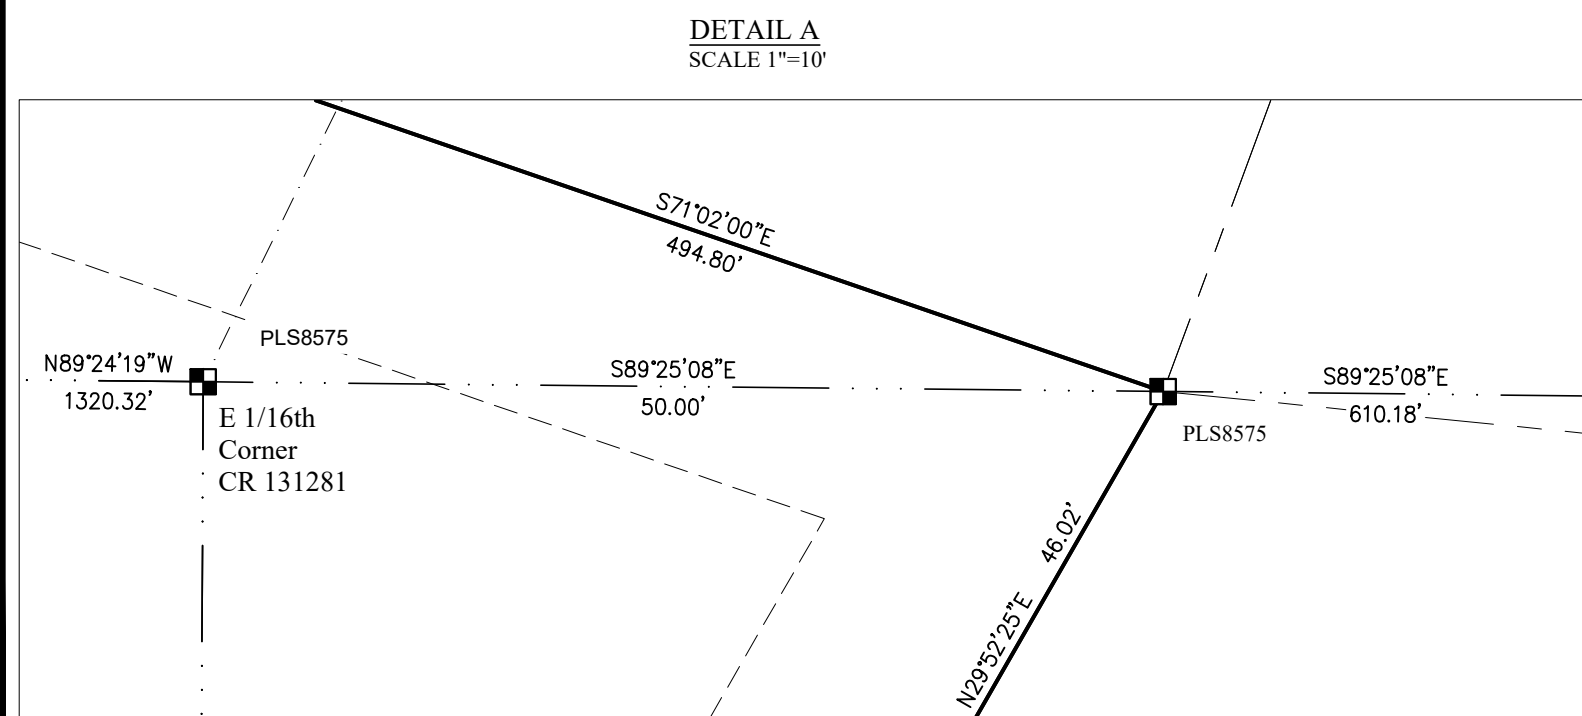 DETAIL A
SCALE 1"=10'
S71°02'00"E
494.80'
PLS8575
N89°24'19"W
1320.32'
S89°25'08"E
50.00'
S89°25'08"E
610.18'
E 1/16th
Corner
CR 131281
PLS8575
46.02'
N29°52'25"E